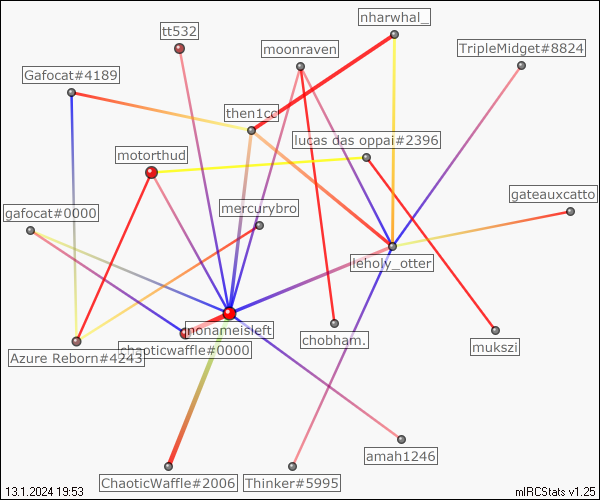 nharwhal_
tt532
moonraven
TripleMidget#8824
Gafocat#4189
then1cc
lucas das oppai#2396
motorthud
gateauxcatto
gafocat#0000
mercurybro
leholy_otter
nonameisleft
chobham.
chaoticwaffle#0000
mukszi
Azure Reborn#4243
amah1246
ChaoticWaffle#2006
Thinker#5995
13.1.2024 19:53
mIRCStats v1.25